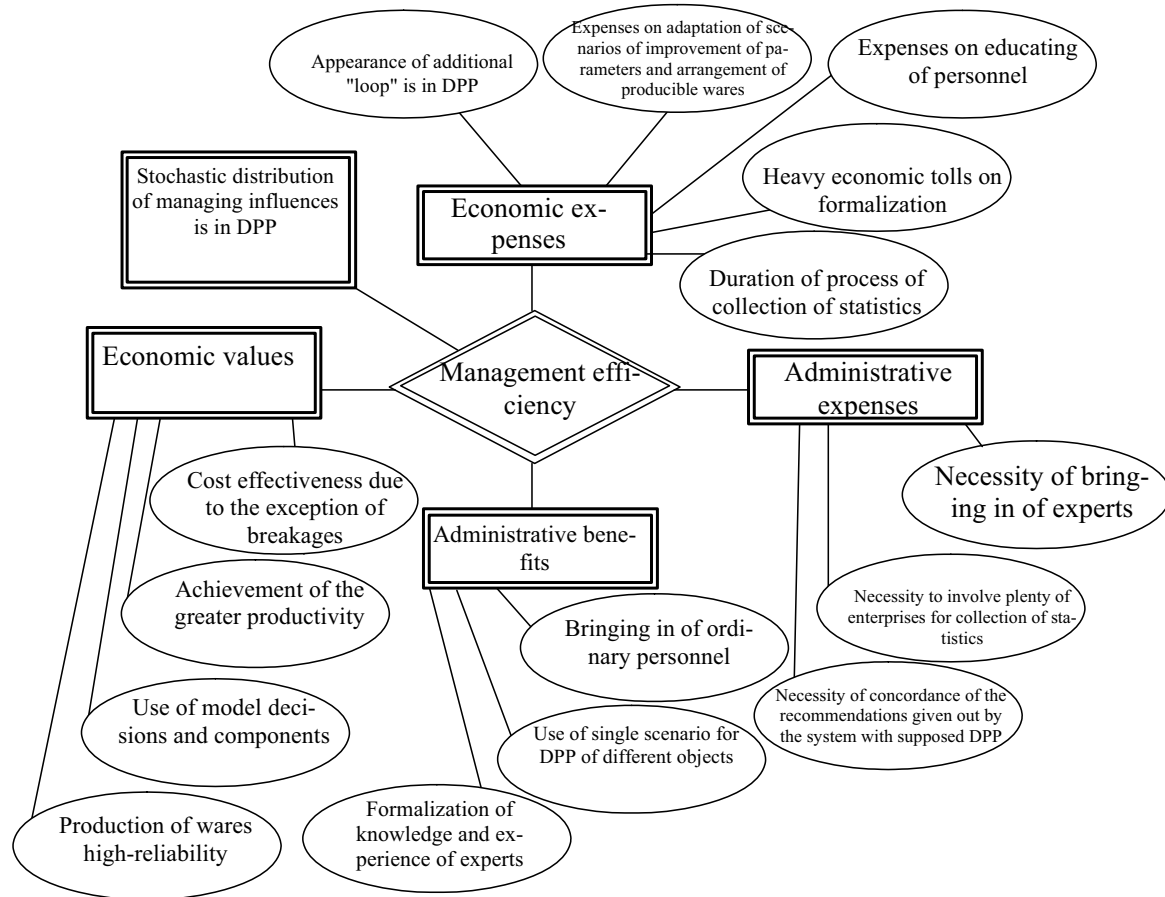 Appearance of additional
"loop" is in DPP
Expenses on adaptation of sce-
narios of improvement of pa-
rameters and arrangement of
producible wares
Expenses on educating
of personnel
Stochastic distribution
of managing influences
is in DPP
Economic ex-
penses
Heavy economic tolls on
formalization
Duration of process of
collection of statistics
Economic values
Management effi-
ciency
Administrative
expenses
Cost effectiveness due
to the exception of
breakages
Administrative bene-
fits
Necessity of bring-
ing in of experts
Achievement of the
greater productivity
Bringing in of ordi-
nary personnel
Necessity to involve plenty of
enterprises for collection of sta-
tistics
Use of model deci-
sions and components
Use of single scenario for
DPP of different objects
Necessity of concordance of the
recommendations given out by
the system with supposed DPP
Production of wares
high-reliability
Formalization of
knowledge and ex-
perience of experts